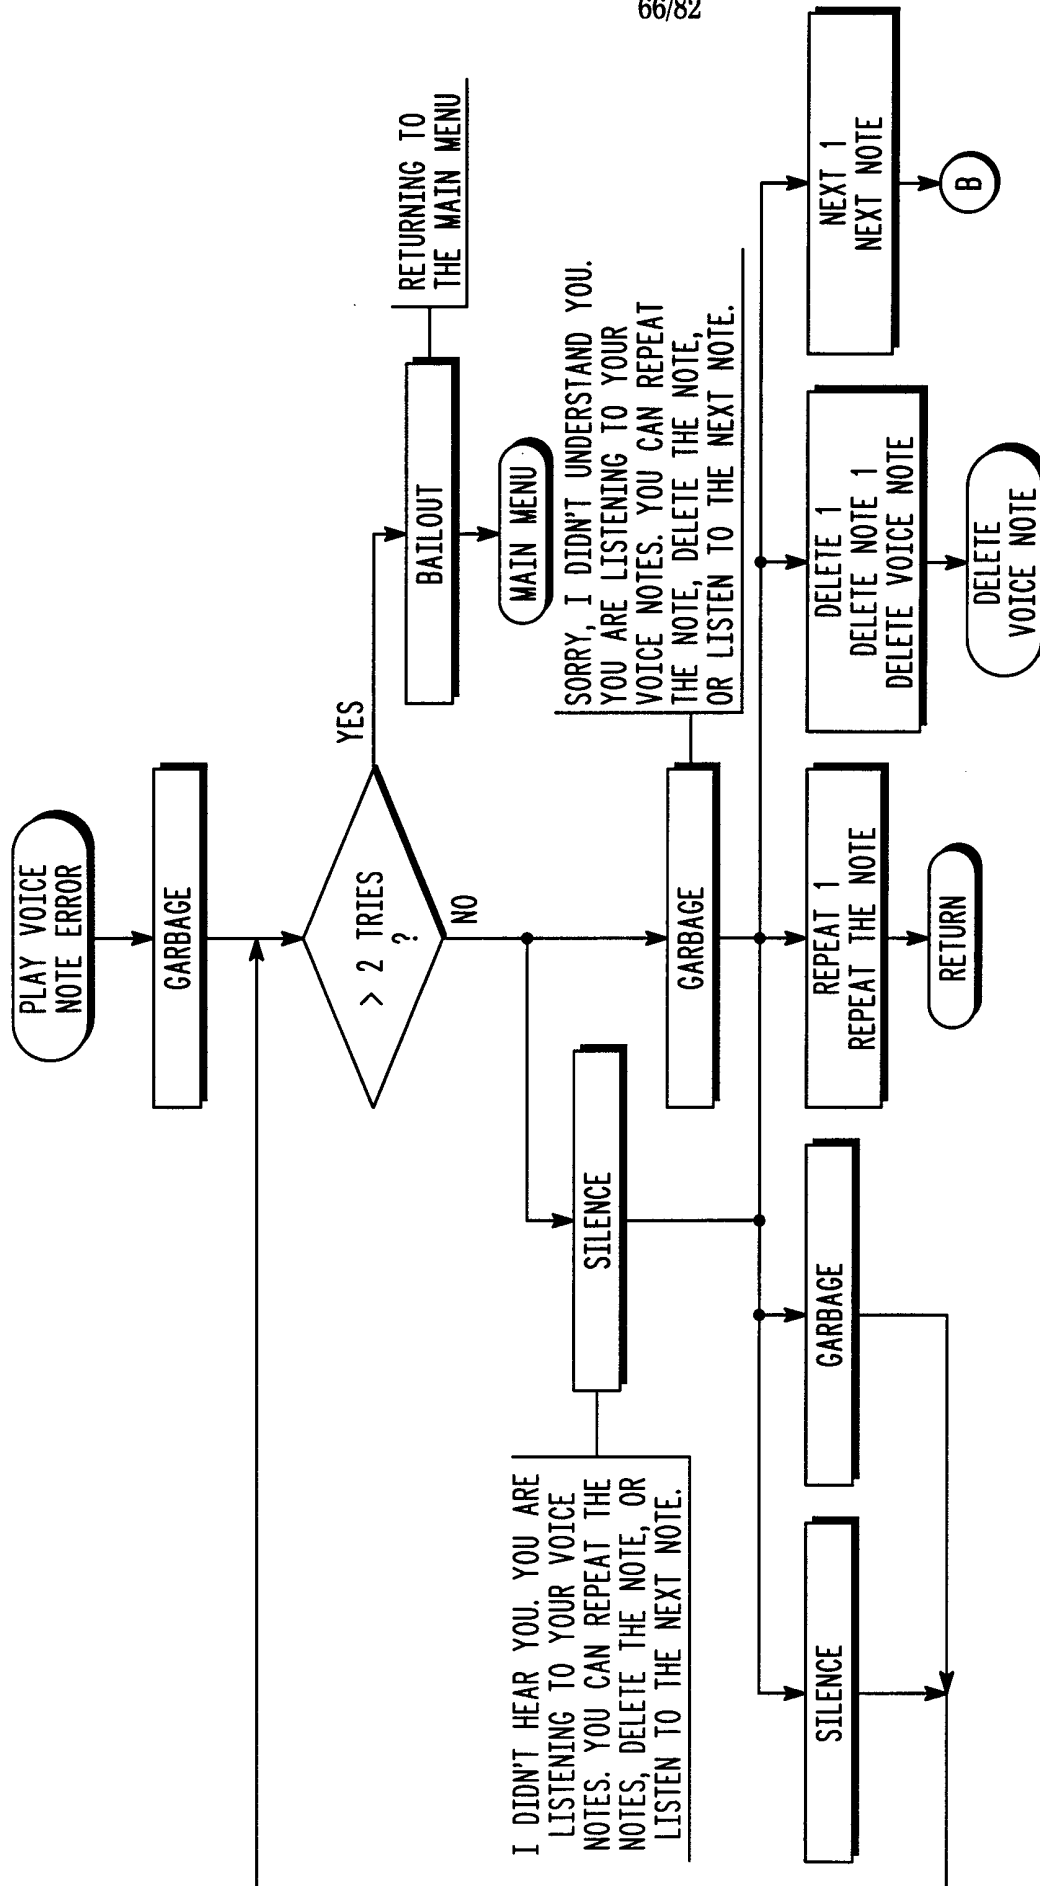 66/82
PLAY VOICE
NOTE ERROR
GARBAGE
> 2 TRIES
?
YES
NO
BAILOUT
RETURNING TO
THE MAIN MENU
MAIN MENU
SILENCE
I DIDN'T HEAR YOU. YOU ARE
LISTENING TO YOUR VOICE
NOTES. YOU CAN REPEAT THE
NOTES, DELETE THE NOTE, OR
LISTEN TO THE NEXT NOTE.
GARBAGE
SORRY, I DIDN'T UNDERSTAND YOU.
YOU ARE LISTENING TO YOUR
VOICE NOTES. YOU CAN REPEAT
THE NOTE, DELETE THE NOTE,
OR LISTEN TO THE NEXT NOTE.
SILENCE
GARBAGE
REPEAT 1
REPEAT THE NOTE
RETURN
DELETE 1
DELETE NOTE 1
DELETE VOICE NOTE
DELETE
VOICE NOTE
NEXT 1
NEXT NOTE
B